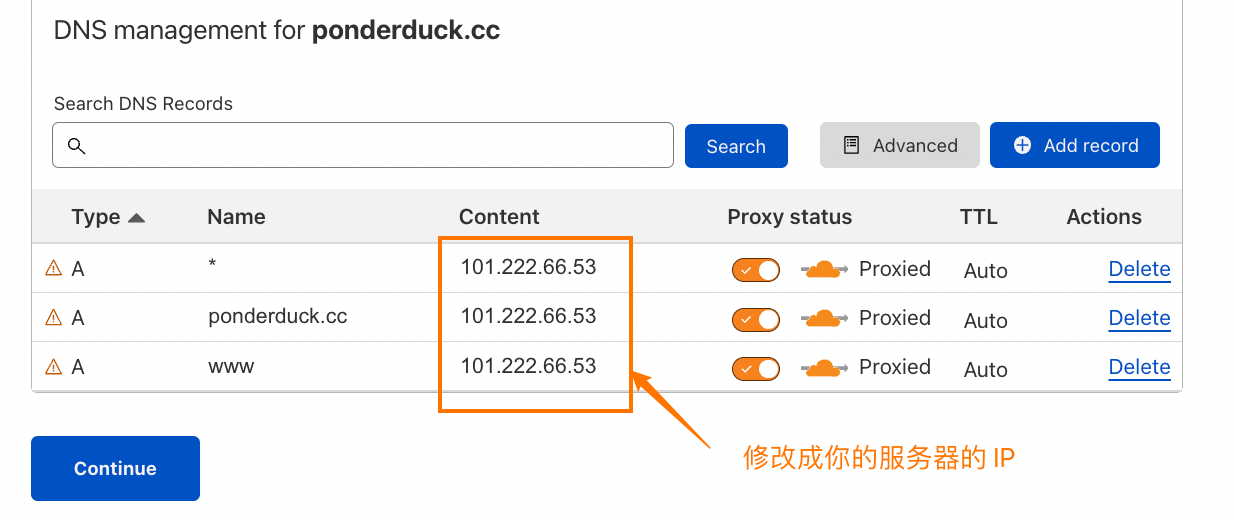 DNS management for ponderduck.cc
Search DNS Records
Search Advanced Add record
Type Name Content Proxy status TTL Actions
A * 101.222.66.53 Proxied Auto Delete
A ponderduck.cc 101.222.66.53 Proxied Auto Delete
A www 101.222.66.53 Proxied Auto Delete
修改成你的服务器的 IP
Continue